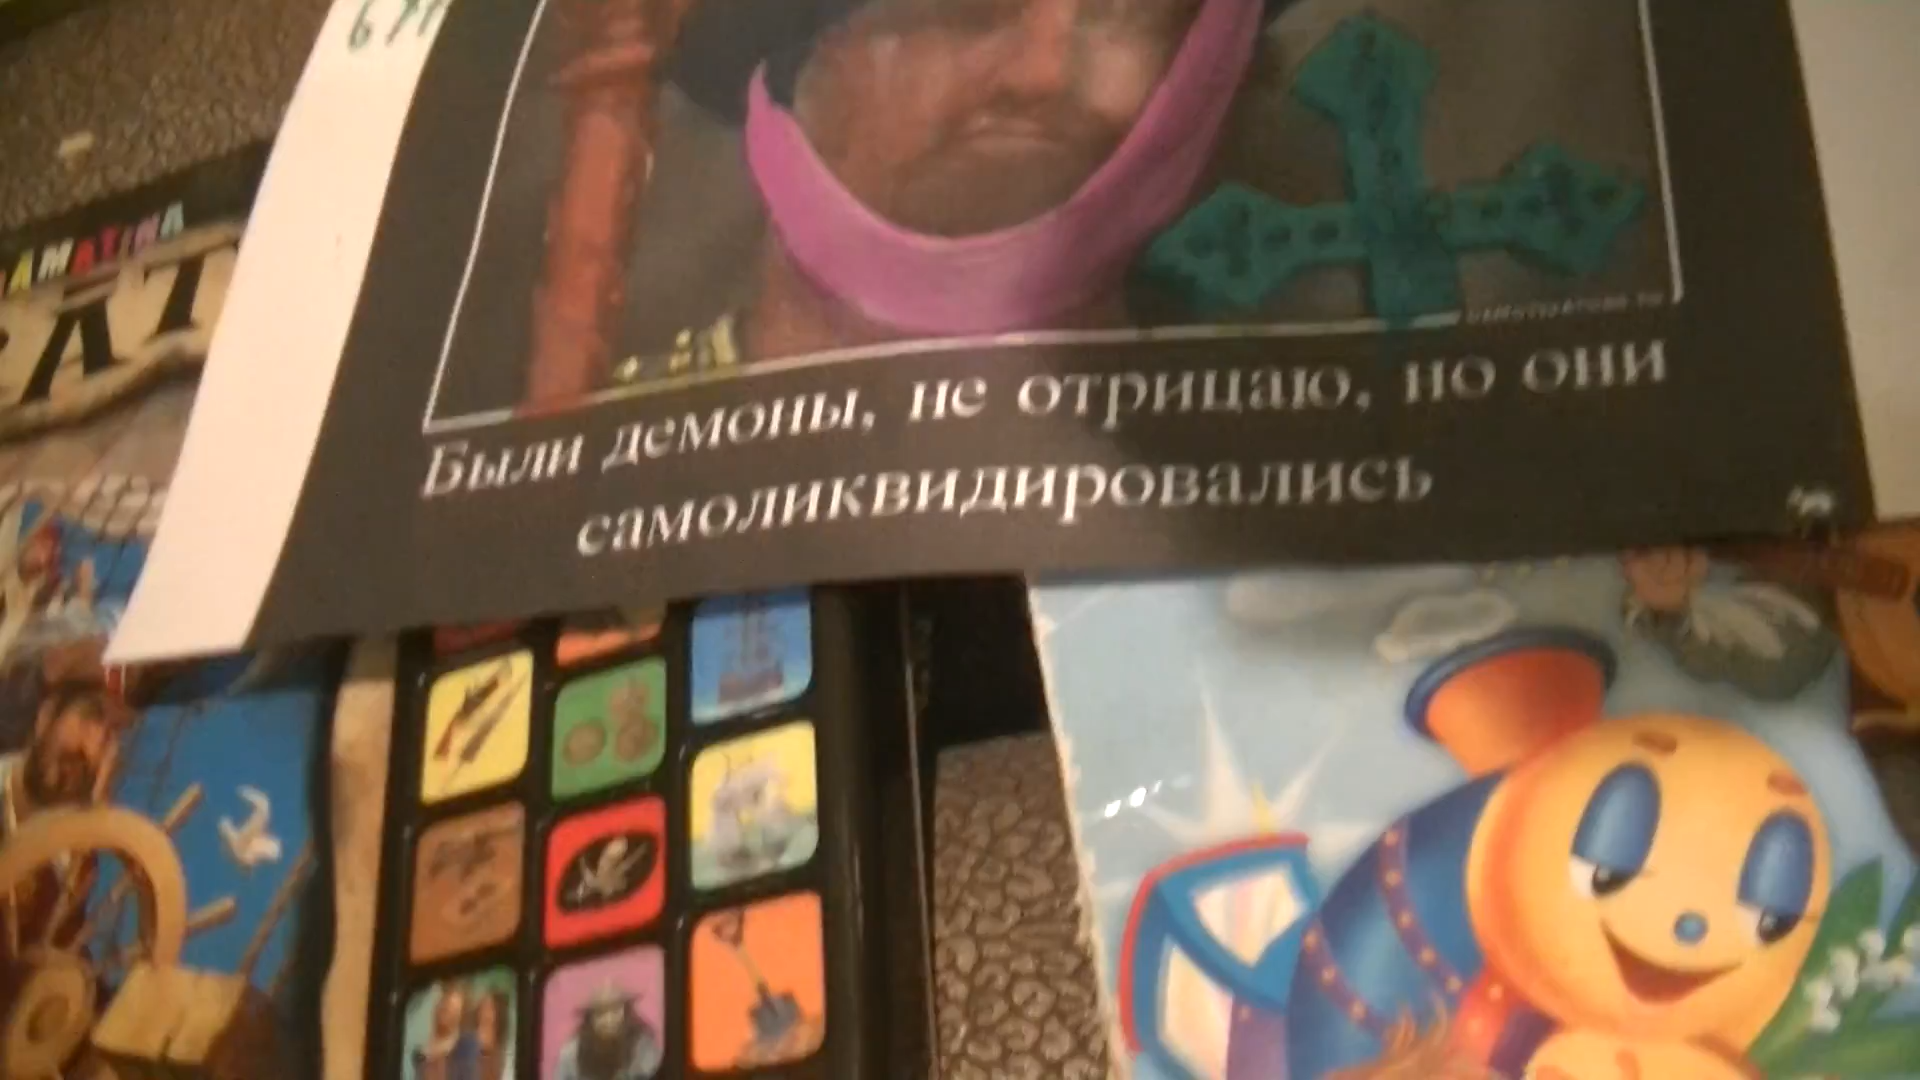 Были демоны, не отрицаю, но они
самоликвидировались